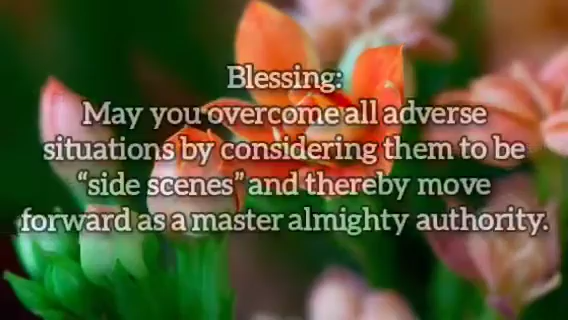 Blessing:
May you overcome all adverse
situations by considering them to be
“side scenes” and thereby move
forward as a master almighty authority.